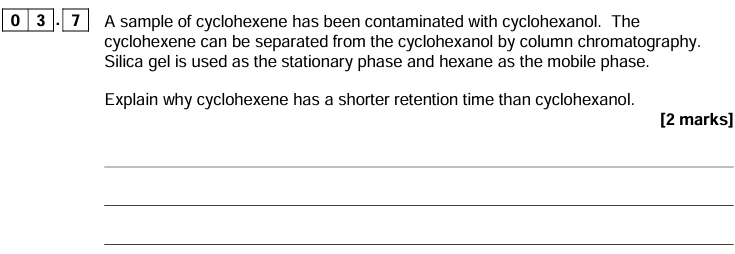 0 3 . 7 A sample of cyclohexene has been contaminated with cyclohexanol. The
cyclohexene can be separated from the cyclohexanol by column chromatography.
Silica gel is used as the stationary phase and hexane as the mobile phase.
Explain why cyclohexene has a shorter retention time than cyclohexanol.
[2 marks]